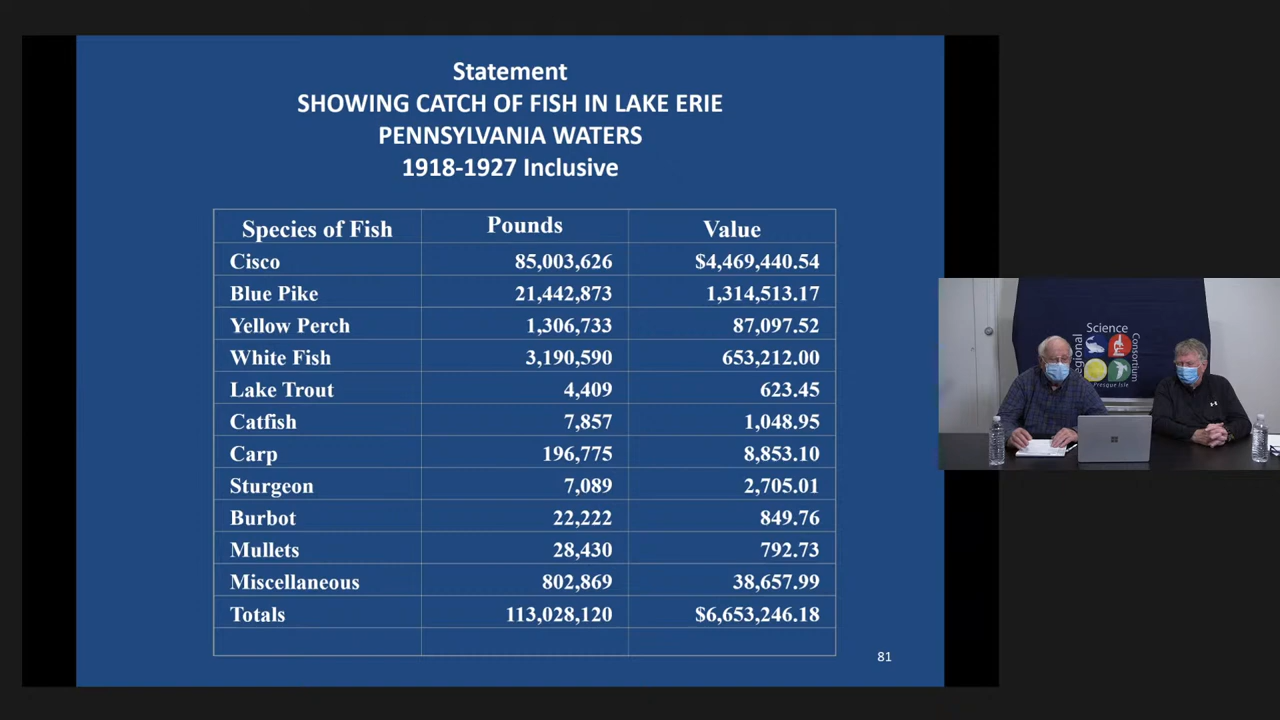 Statement
SHOWING CATCH OF FISH IN LAKE ERIE
PENNSYLVANIA WATERS
1918-1927 Inclusive
Species of Fish Pounds Value
Cisco 85,003,626 $4,469,440.54
Blue Pike 21,442,873 1,314,513.17
Yellow Perch 1,306,733 87,097.52
White Fish 3,190,590 653,212.00
Lake Trout 4,409 623.45
Catfish 7,857 1,048.95
Carp 196,775 8,853.10
Sturgeon 7,089 2,705.01
Burbot 22,222 849.76
Mullets 28,430 792.73
Miscellaneous 802,869 38,657.99
Totals 113,028,120 $6,653,246.18
81
Regional
Science
Consortium
Presque Isle